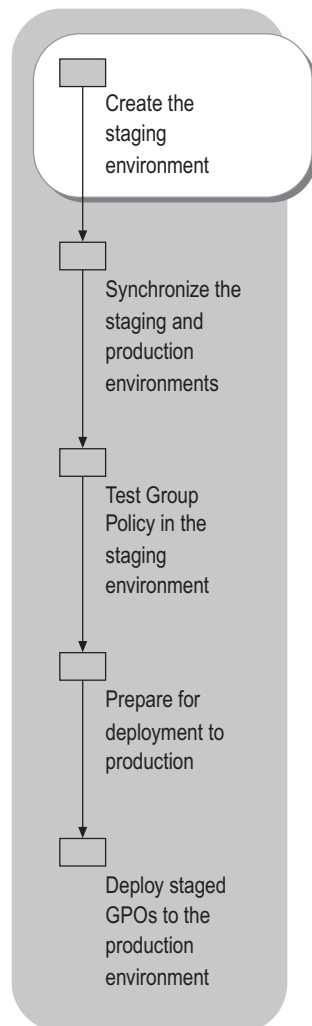 Create the
staging
environment
Synchronize the
staging and
production
environments
Test Group
Policy in the
staging
environment
Prepare for
deployment to
production
Deploy staged
GPOs to the
production
environment